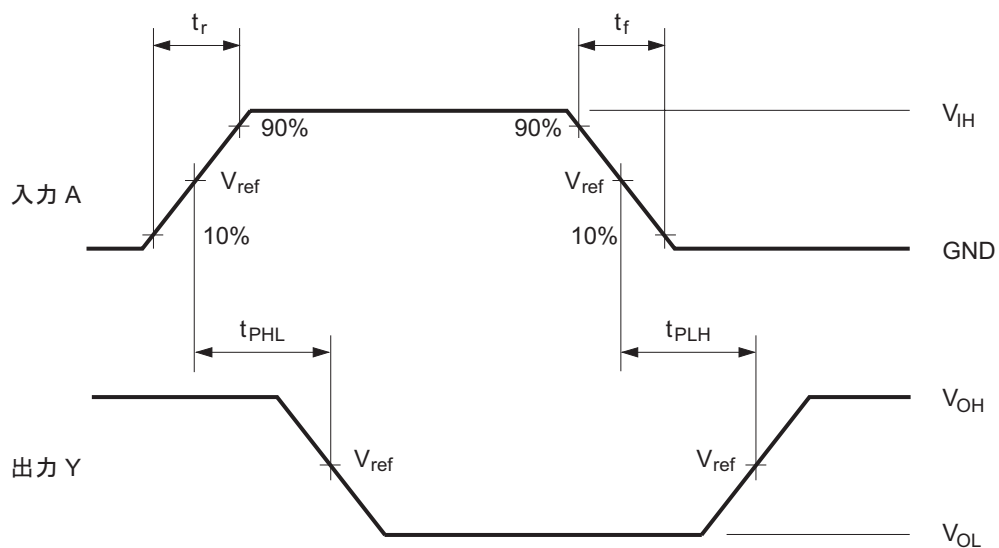 tr
tf
90%
90%
VIH
入力 A
Vref
Vref
10%
10%
GND
tPHL
tPLH
VOH
出力 Y
Vref
Vref
VOL